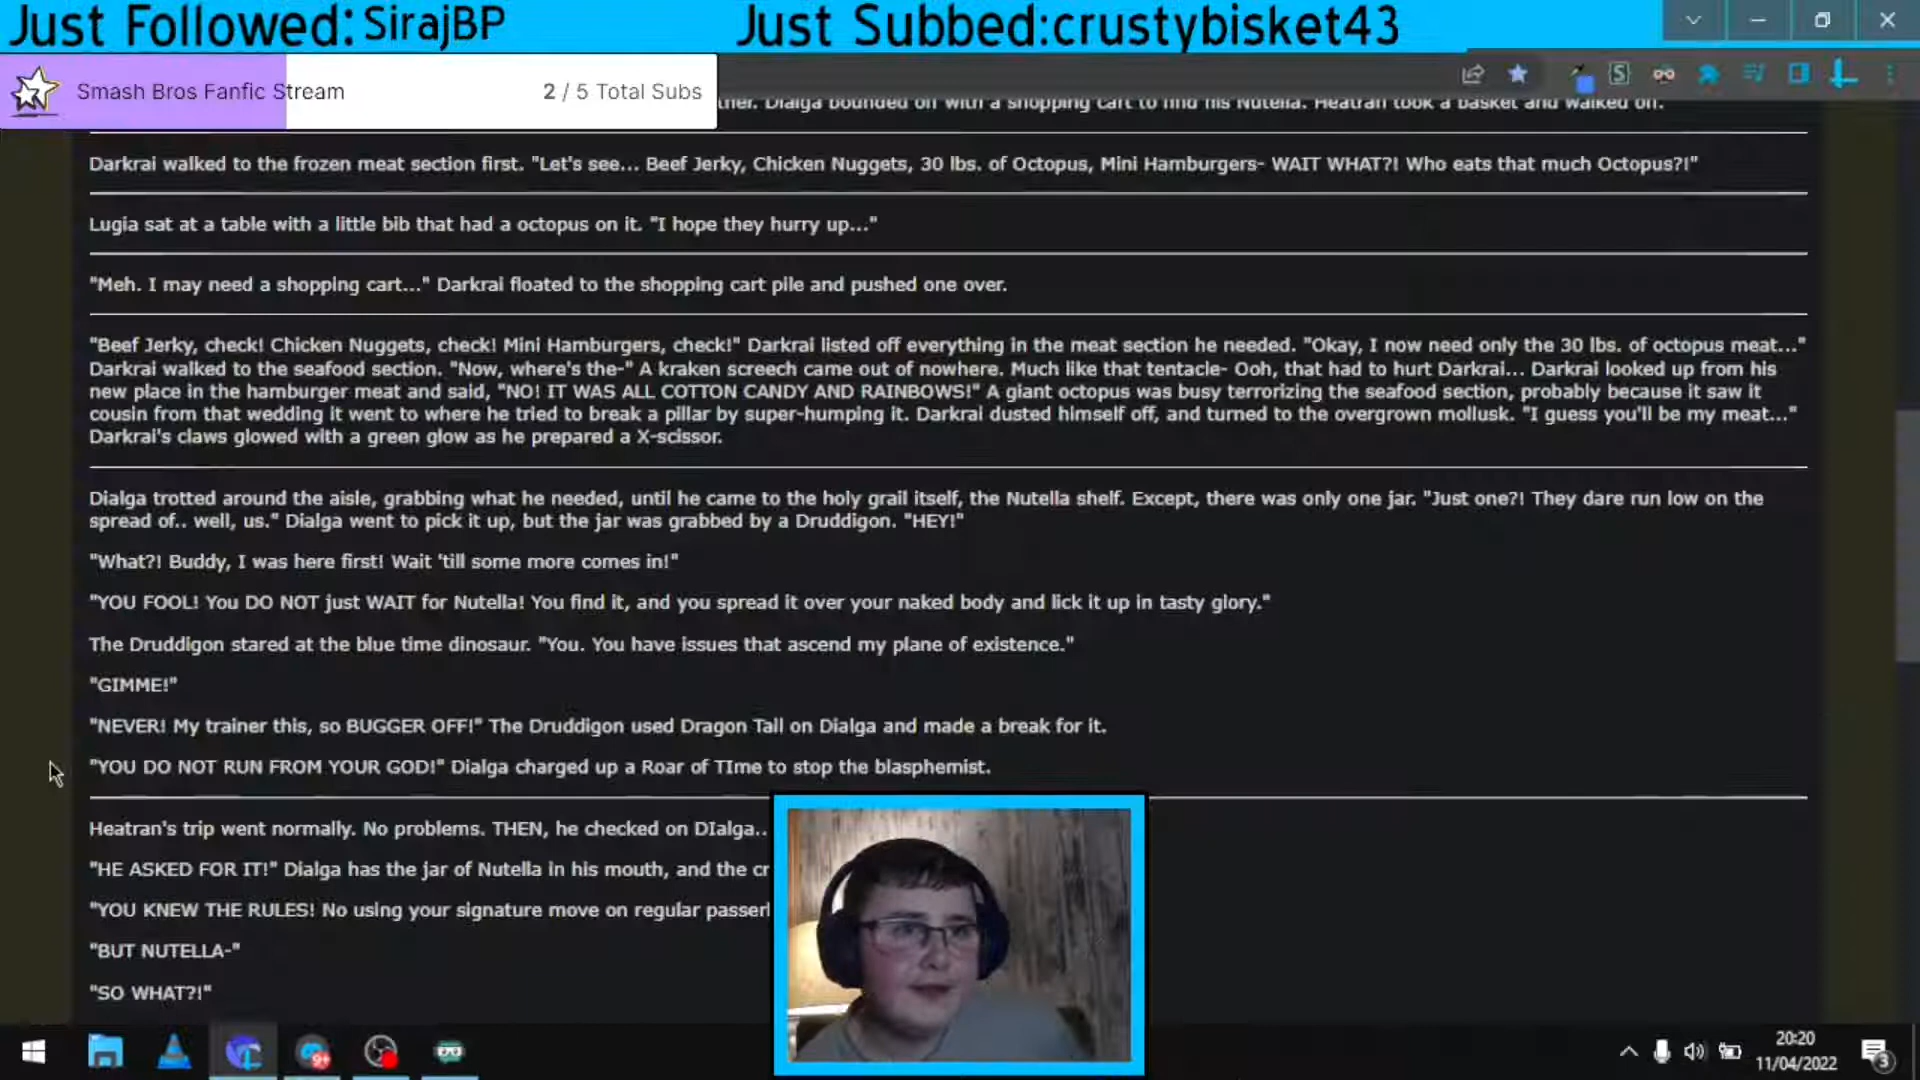 Just Followed: SirajBP
Just Subbed:crustybisket43
Smash Bros Fanfic Stream
2 / 5 Total Subs
ther. Dialga bounded off with a shopping cart to find his Nutella. Heatran took a basket and walked off.
Darkrai walked to the frozen meat section first. "Let's see... Beef Jerky, Chicken Nuggets, 30 lbs. of Octopus, Mini Hamburgers- WAIT WHAT?! Who eats that much Octopus?!"
Lugia sat at a table with a little bib that had a octopus on it. "I hope they hurry up..."
"Meh. I may need a shopping cart..." Darkrai floated to the shopping cart pile and pushed one over.
"Beef Jerky, check! Chicken Nuggets, check! Mini Hamburgers, check!" Darkrai listed off everything in the meat section he needed. "Okay, I now need only the 30 lbs. of octopus meat..."
Darkrai walked to the seafood section. "Now, where's the-" A kraken screech came out of nowhere. Much like that tentacle- Ooh, that had to hurt Darkrai... Darkrai looked up from his
new place in the hamburger meat and said, "NO! IT WAS ALL COTTON CANDY AND RAINBOWS!" A giant octopus was busy terrorizing the seafood section, probably because it saw it
cousin from that wedding it went to where he tried to break a pillar by super-humping it. Darkrai dusted himself off, and turned to the overgrown mollusk. "I guess you'll be my meat..."
Darkrai's claws glowed with a green glow as he prepared a X-scissor.
Dialga trotted around the aisle, grabbing what he needed, until he came to the holy grail itself, the Nutella shelf. Except, there was only one jar. "Just one?! They dare run low on the
spread of.. well, us." Dialga went to pick it up, but the jar was grabbed by a Druddigon. "HEY!"
"What?! Buddy, I was here first! Wait 'till some more comes in!"
"YOU FOOL! You DO NOT just WAIT for Nutella! You find it, and you spread it over your naked body and lick it up in tasty glory."
The Druddigon stared at the blue time dinosaur. "You. You have issues that ascend my plane of existence."
"GIMME!"
"NEVER! My trainer this, so BUGGER OFF!" The Druddigon used Dragon Tail on Dialga and made a break for it.
"YOU DO NOT RUN FROM YOUR GOD!" Dialga charged up a Roar of TIme to stop the blasphemist.
Heatran's trip went normally. No problems. THEN, he checked on DIalga..
"HE ASKED FOR IT!" Dialga has the jar of Nutella in his mouth, and the cr
"YOU KNEW THE RULES! No using your signature move on regular passer
"BUT NUTELLA-"
"SO WHAT?!"
9+
20:20
11/04/2022
3